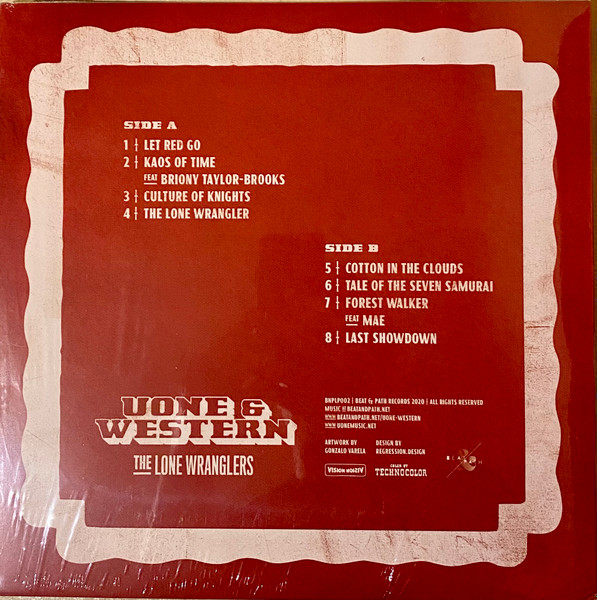 SIDE A
1 LET RED GO
2 KAOS OF TIME
FEAT BRIONY TAYLOR-BROOKS
3 CULTURE OF KNIGHTS
4 THE LONE WRANGLER
SIDE B
5 COTTON IN THE CLOUDS
6 TALE OF THE SEVEN SAMURAI
7 FOREST WALKER
FEAT MAE
8 LAST SHOWDOWN
UONE &
WESTERN
THE LONE WRANGLERS
BNPLP002 | BEAT & PATH RECORDS 2020 | ALL RIGHTS RESERVED
MUSIC @ BEATANDPATH.NET
WWW.BEATANDPATH.NET/UONE-WESTERN
WWW.UONEMUSIC.NET
ARTWORK BY
GONZALO VARELA
DESIGN BY
REGRESSION.DESIGN
COLOR BY
TECHNOCOLOR